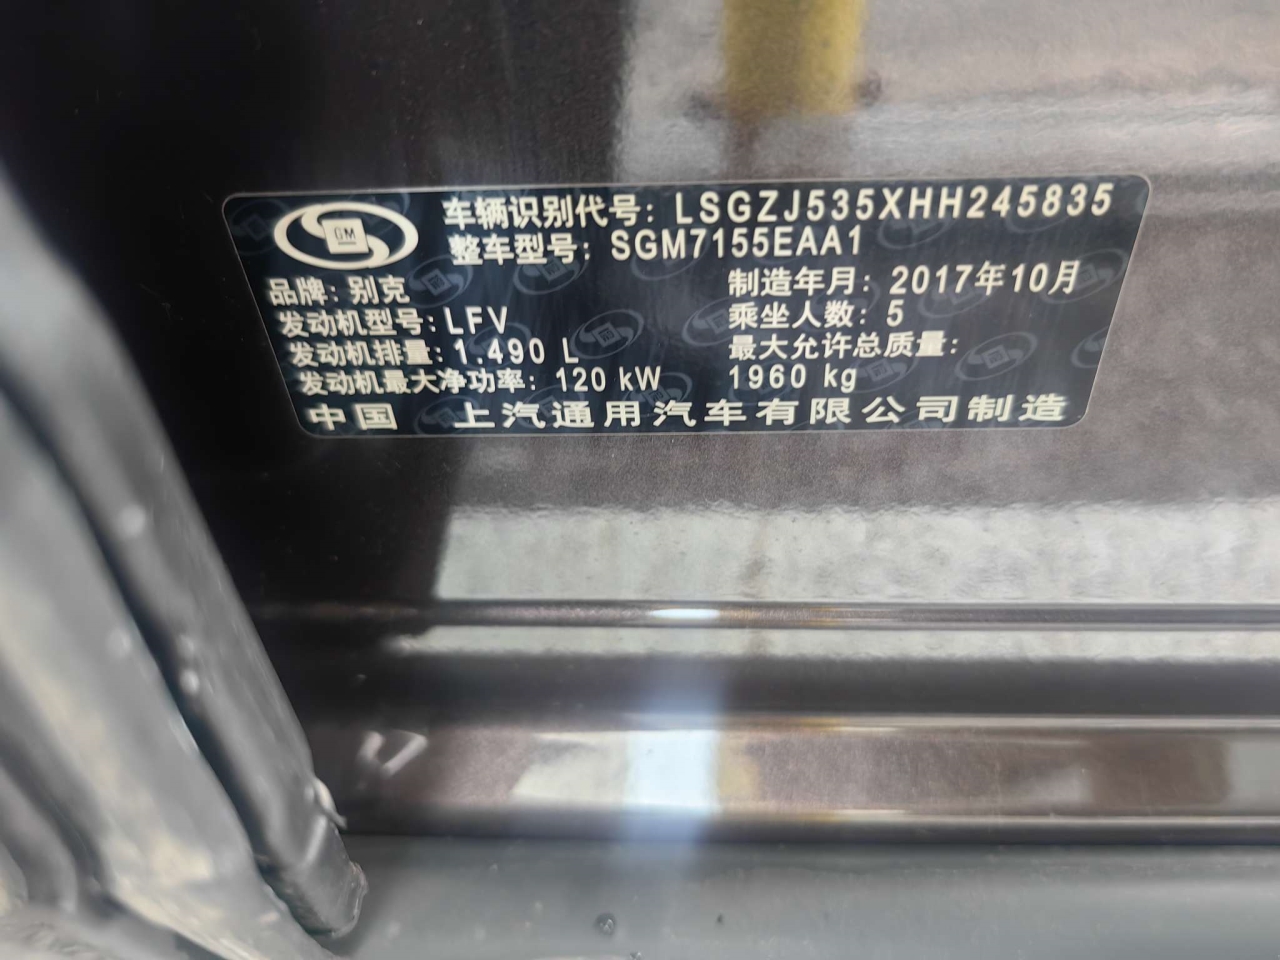 GM
车辆识别代号: LSGZJ535XHH245835
整车型号: SGM7155EAA1
品牌: 别克
制造年月: 2017年10月
发动机型号: LFV
乘坐人数: 5
发动机排量: 1.490 L
最大允许总质量:
发动机最大净功率: 120 kW
1960 kg
中国 上汽通用汽车有限公司制造